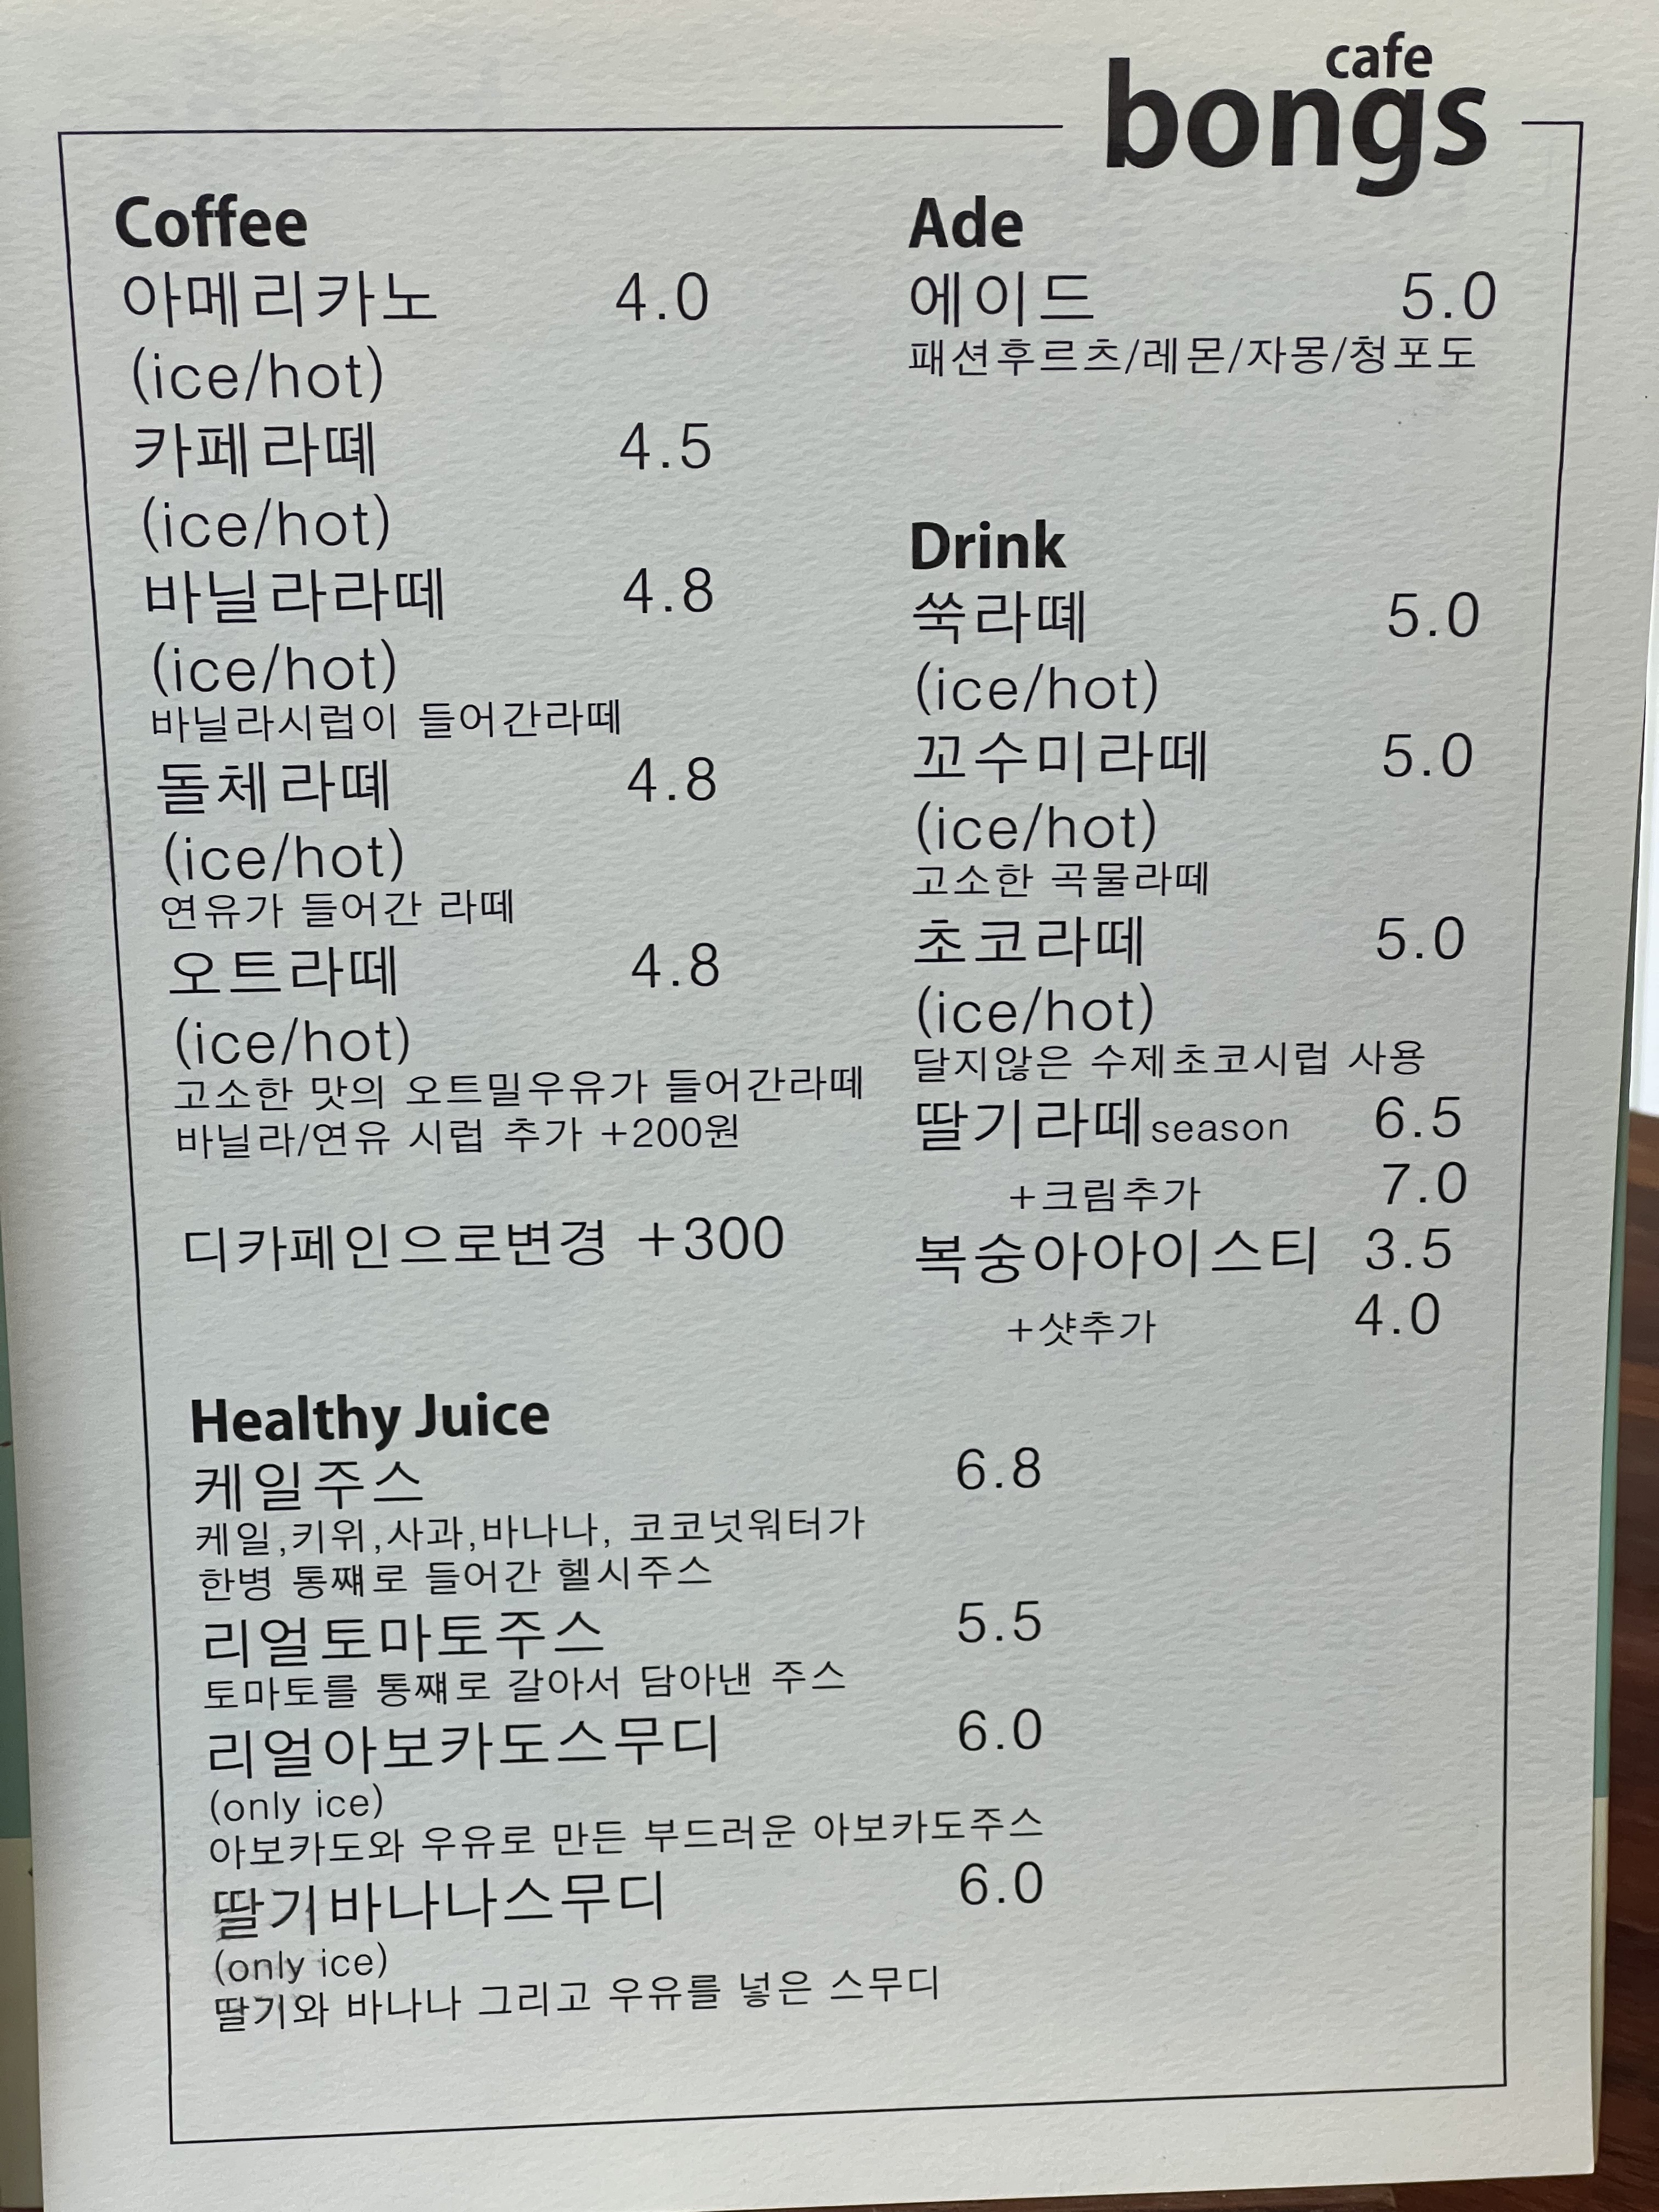 cafe
bongs
Coffee
아메리카노 4.0
(ice/hot)
카페라떼 4.5
(ice/hot)
바닐라라떼 4.8
(ice/hot)
바닐라시럽이 들어간라떼
돌체라떼 4.8
(ice/hot)
연유가 들어간 라떼
오트라떼 4.8
(ice/hot)
고소한 맛의 오트밀우유가 들어간라떼
바닐라/연유 시럽 추가 +200원
디카페인으로변경 +300
Ade
에이드 5.0
패션후르츠/레몬/자몽/청포도
Drink
쑥라떼 5.0
(ice/hot)
꼬수미라떼 5.0
(ice/hot)
고소한 곡물라떼
초코라떼 5.0
(ice/hot)
달지않은 수제초코시럽 사용
딸기라떼season 6.5
+크림추가 7.0
복숭아아이스티 3.5
+샷추가 4.0
Healthy Juice
케일주스 6.8
케일,키위,사과,바나나, 코코넛워터가
한병 통쨰로 들어간 헬시주스
리얼토마토주스 5.5
토마토를 통쨰로 갈아서 담아낸 주스
리얼아보카도스무디 6.0
(only ice)
아보카도와 우유로 만든 부드러운 아보카도주스
딸기바나나스무디 6.0
(only ice)
딸기와 바나나 그리고 우유를 넣은 스무디